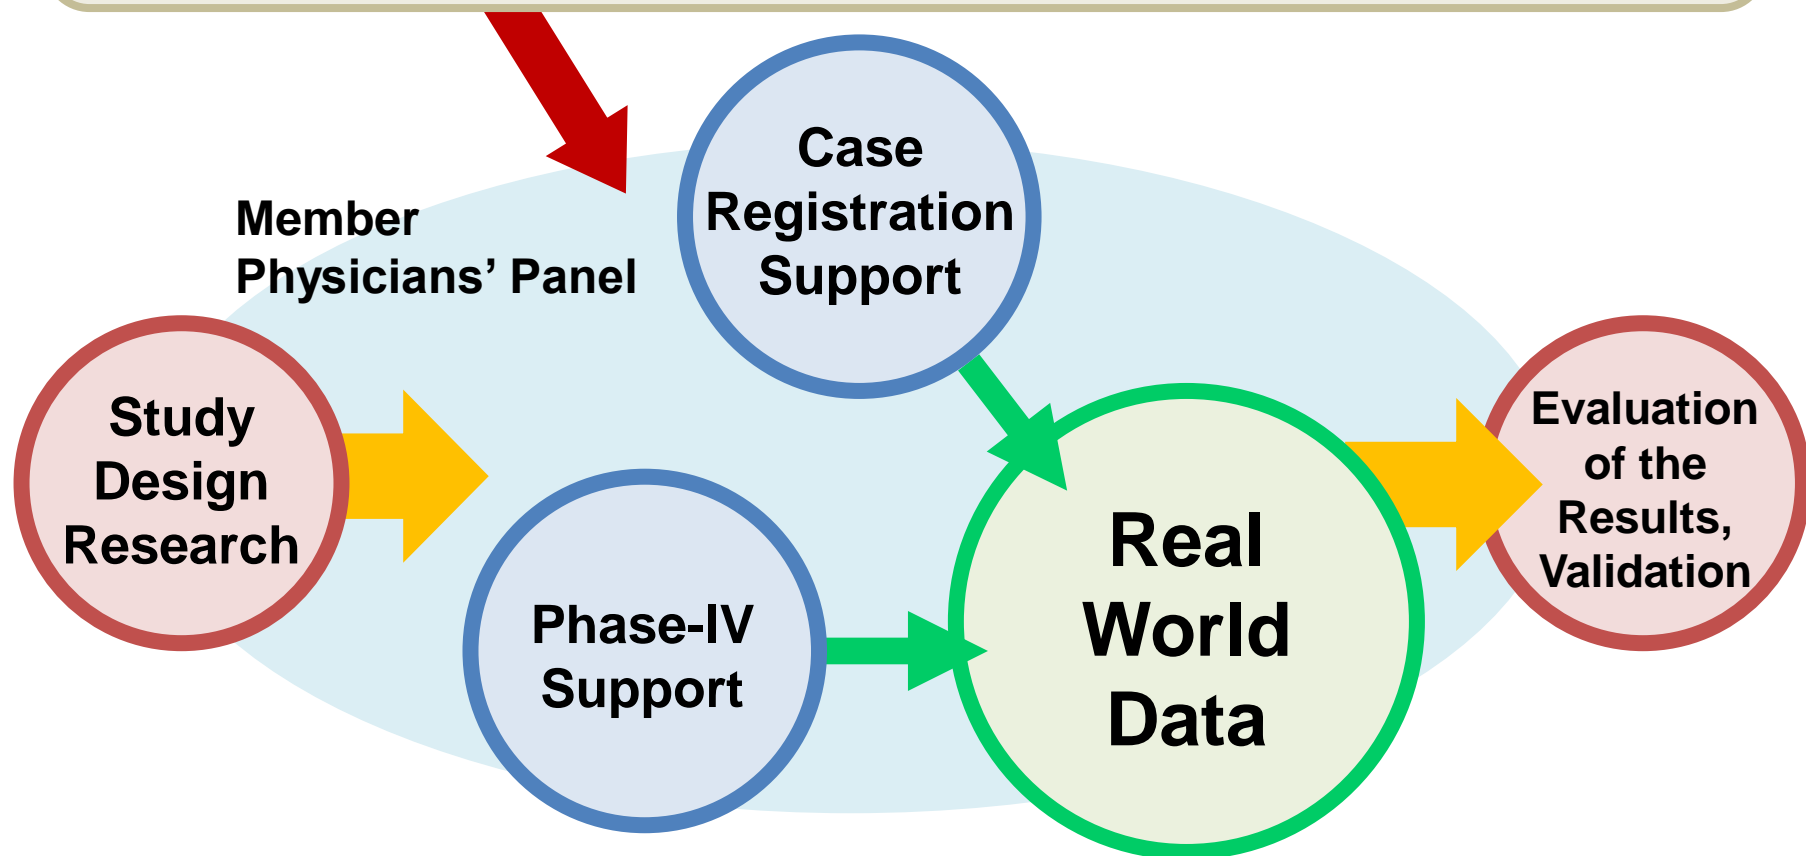 Member
Physicians’ Panel
Case
Registration
Support
Study
Design
Research
Phase-IV
Support
Real
World
Data
Evaluation
of the
Results,
Validation